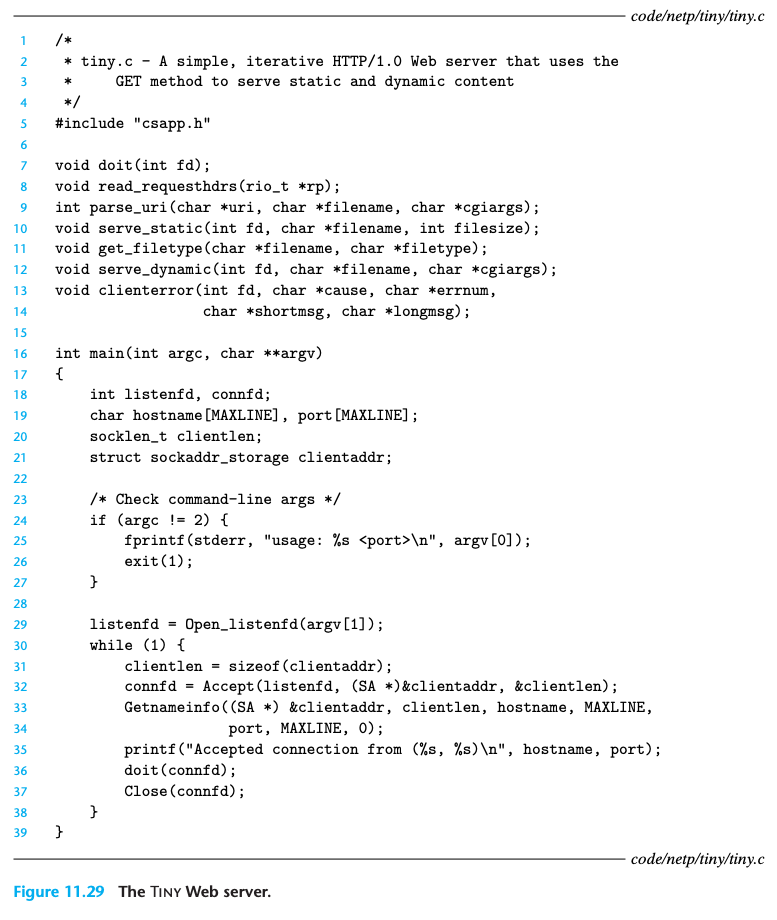 code/netp/tiny/tiny.c
1 /*
2  * tiny.c - A simple, iterative HTTP/1.0 Web server that uses the
3  *     GET method to serve static and dynamic content
4  */
5 #include "csapp.h"
6
7 void doit(int fd);
8 void read_requesthdrs(rio_t *rp);
9 int parse_uri(char *uri, char *filename, char *cgiargs);
10 void serve_static(int fd, char *filename, int filesize);
11 void get_filetype(char *filename, char *filetype);
12 void serve_dynamic(int fd, char *filename, char *cgiargs);
13 void clienterror(int fd, char *cause, char *errnum,
14                  char *shortmsg, char *longmsg);
15
16 int main(int argc, char **argv)
17 {
18     int listenfd, connfd;
19     char hostname[MAXLINE], port[MAXLINE];
20     socklen_t clientlen;
21     struct sockaddr_storage clientaddr;
22
23     /* Check command-line args */
24     if (argc != 2) {
25         fprintf(stderr, "usage: %s <port>\n", argv[0]);
26         exit(1);
27     }
28
29     listenfd = Open_listenfd(argv[1]);
30     while (1) {
31         clientlen = sizeof(clientaddr);
32         connfd = Accept(listenfd, (SA *)&clientaddr, &clientlen);
33         Getnameinfo((SA *) &clientaddr, clientlen, hostname, MAXLINE,
34                     port, MAXLINE, 0);
35         printf("Accepted connection from (%s, %s)\n", hostname, port);
36         doit(connfd);
37         Close(connfd);
38     }
39 }
code/netp/tiny/tiny.c
Figure 11.29 The TINY Web server.